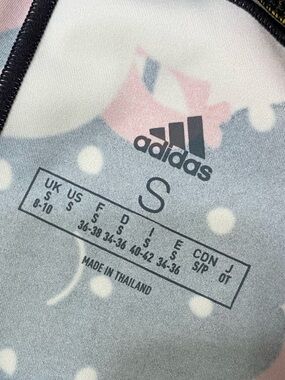 adidas
S
UK US F D I E CDN J
S S S S S S S/P OT
8-10 36-38 34-36 40-42 34-36
MADE IN THAILAND